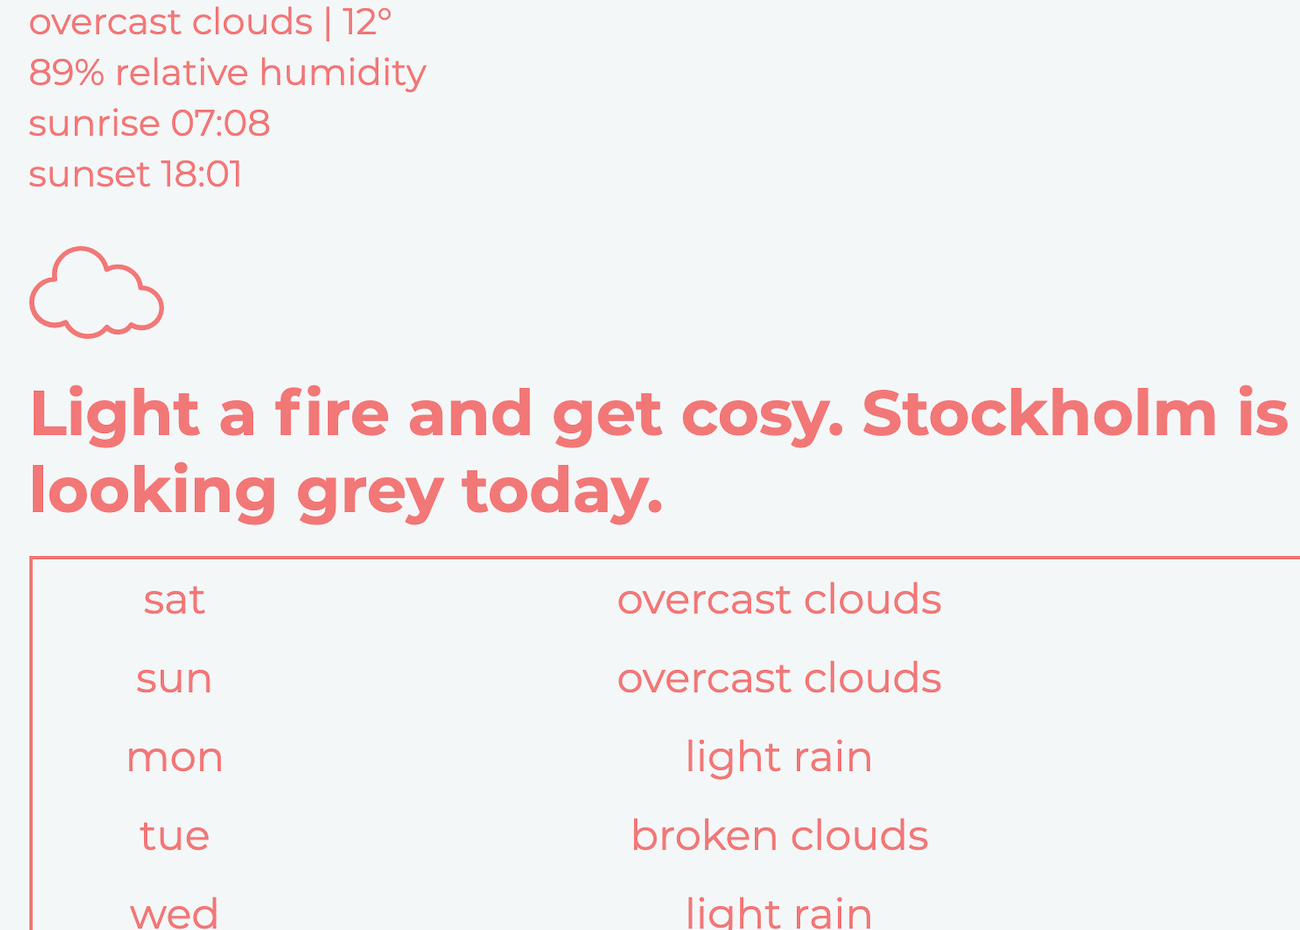 overcast clouds | 12°
89% relative humidity
sunrise 07:08
sunset 18:01
Light a fire and get cosy. Stockholm is
looking grey today.
sat overcast clouds
sun overcast clouds
mon light rain
tue broken clouds
wed light rain